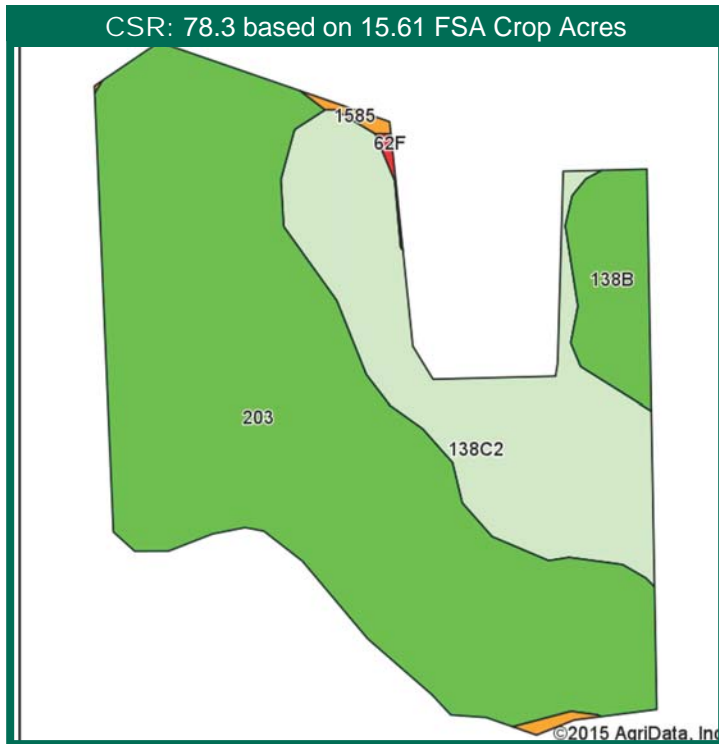 CSR: 78.3 based on 15.61 FSA Crop Acres
1585
62F
138B
203
138C2
©2015 AgriData, Inc